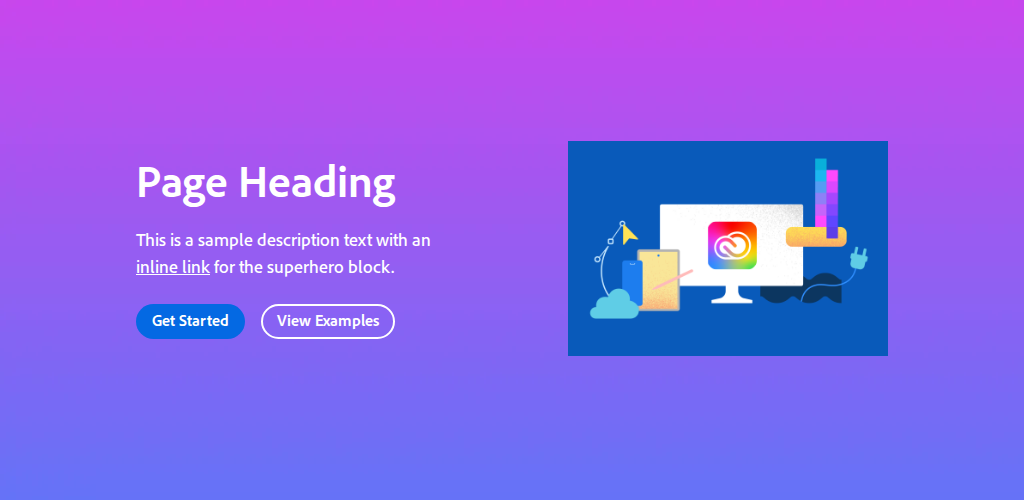 Page Heading
This is a sample description text with an
inline link for the superhero block.
Get Started
View Examples